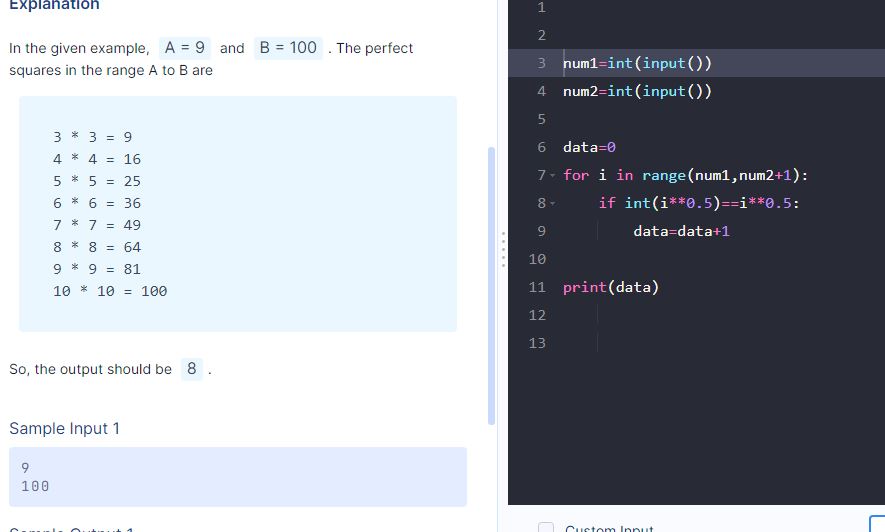 Explanation
In the given example, A = 9 and B = 100 . The perfect
squares in the range A to B are
3 * 3 = 9
4 * 4 = 16
5 * 5 = 25
6 * 6 = 36
7 * 7 = 49
8 * 8 = 64
9 * 9 = 81
10 * 10 = 100
So, the output should be 8 .
Sample Input 1
9
100
Sample Output 1
1
2
3 num1=int(input())
4 num2=int(input())
5
6 data=0
7 for i in range(num1,num2+1):
8     if int(i**0.5)==i**0.5:
9         data=data+1
10
11 print(data)
12
13
Custom Input